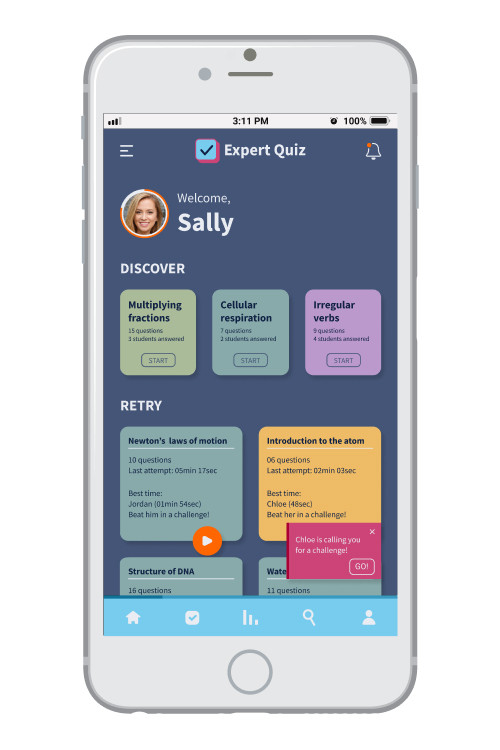 3:11 PM
100%
Expert Quiz
Welcome,
Sally
DISCOVER
Multiplying
fractions
15 questions
3 students answered
START
Cellular
respiration
7 questions
2 students answered
START
Irregular
verbs
9 questions
4 students answered
START
RETRY
Newton's laws of motion
10 questions
Last attempt: 05min 17sec
Best time:
Jordan (01min 54sec)
Beat him in a challenge!
Introduction to the atom
06 questions
Last attempt: 02min 03sec
Best time:
Chloe (48sec)
Beat her in a challenge!
Chloe is calling you
for a challenge!
GO!
Structure of DNA
16 questions
Wate
11 questions